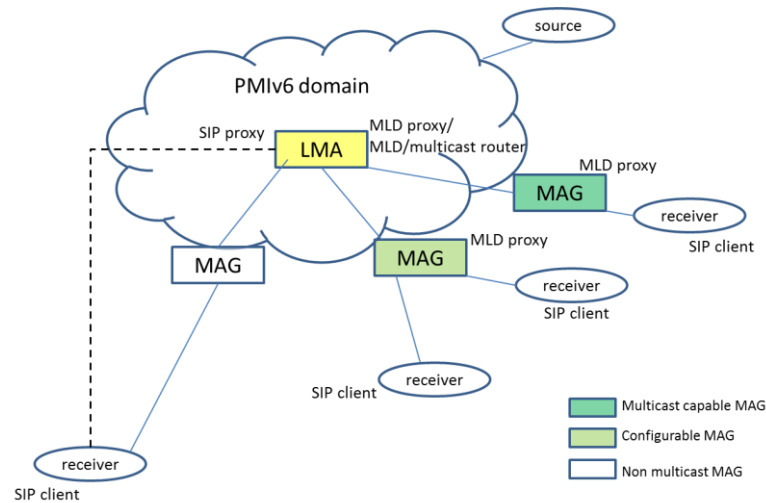 source
PMIv6 domain
SIP proxy
MLD proxy/
LMA
MLD/multicast router
MLD proxy
MAG
receiver
SIP client
MLD proxy
MAG
MAG
receiver
SIP client
receiver
SIP client
Multicast capable MAG
Configurable MAG
Non multicast MAG
receiver
SIP client